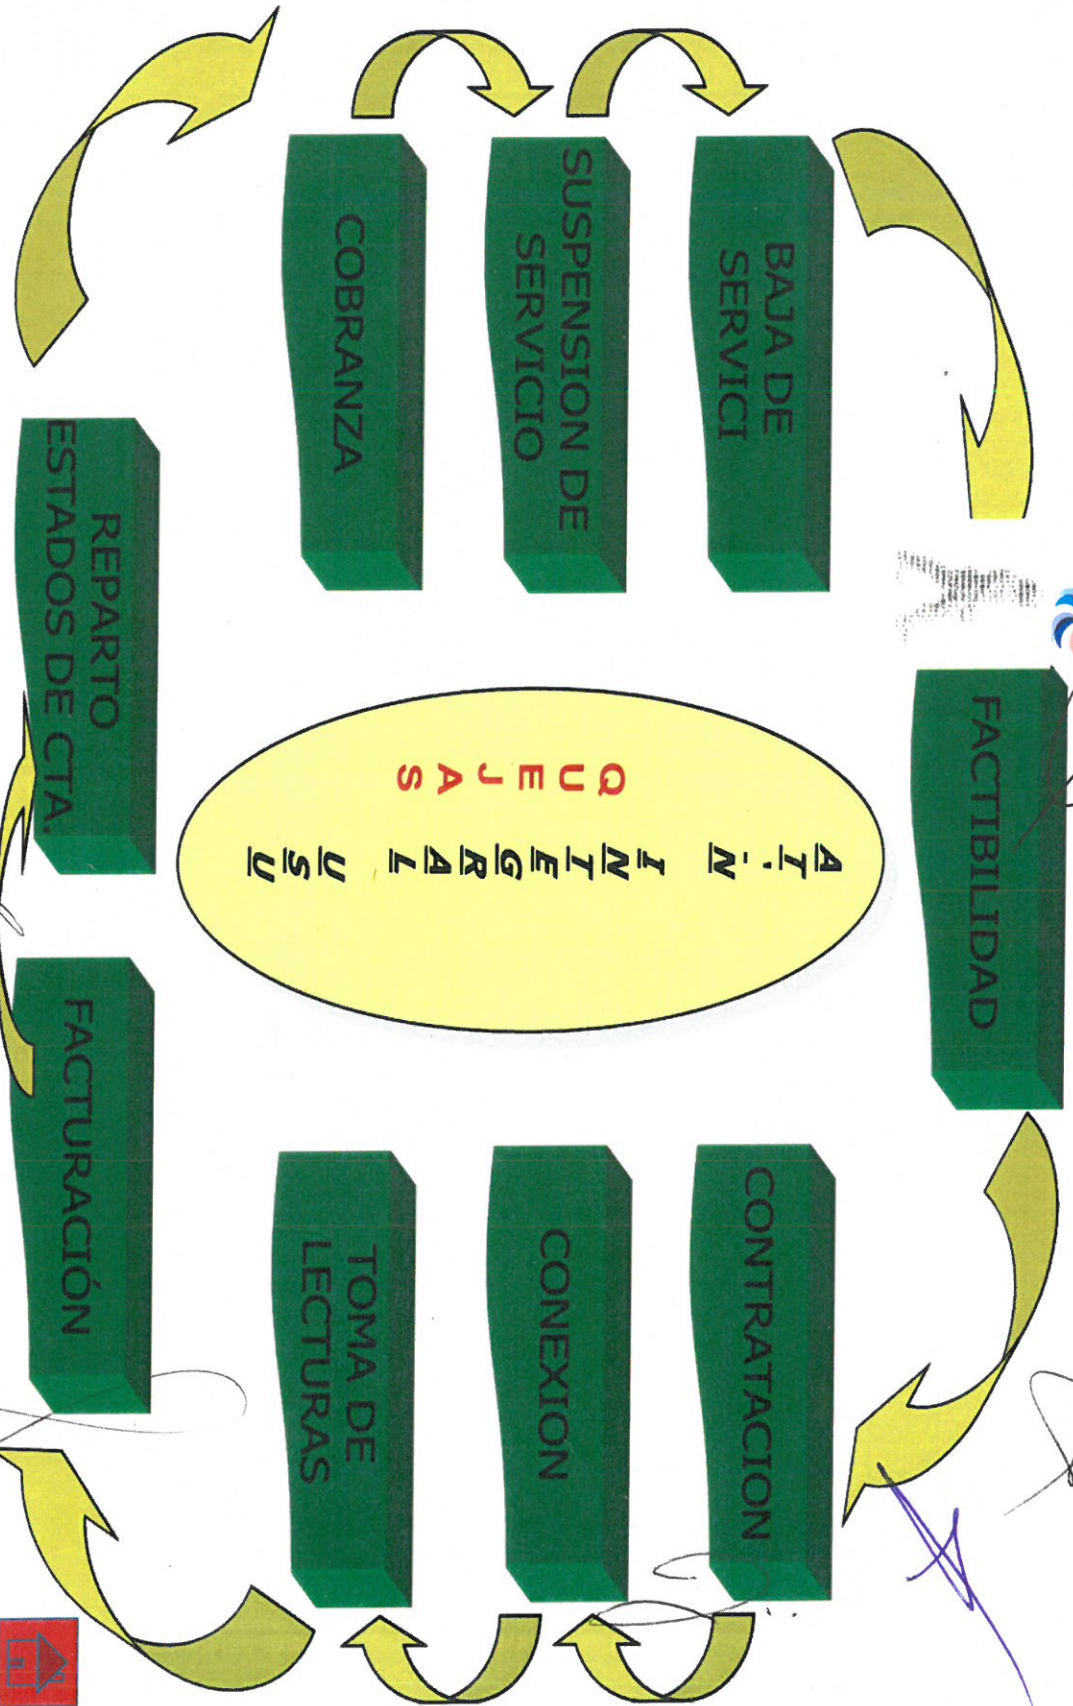 FACTIBILIDAD
BAJA DE
SERVICI
CONTRATACION
SUSPENSION DE
SERVICIO
CONEXION
COBRANZA
TOMA DE
LECTURAS
QUEJAS
AT'N INTEGRAL USU
REPARTO
ESTADOS DE CTA.
FACTURACIÓN